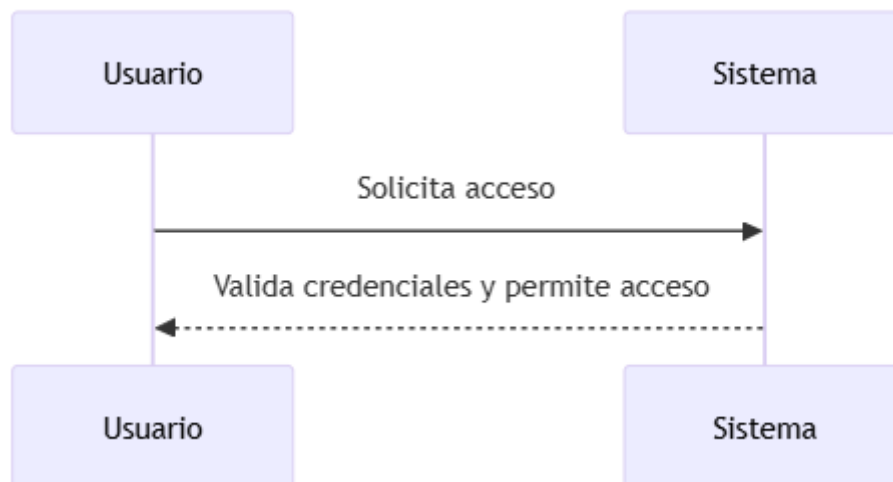 Usuario
Sistema
Solicita acceso
Valida credenciales y permite acceso
Usuario
Sistema